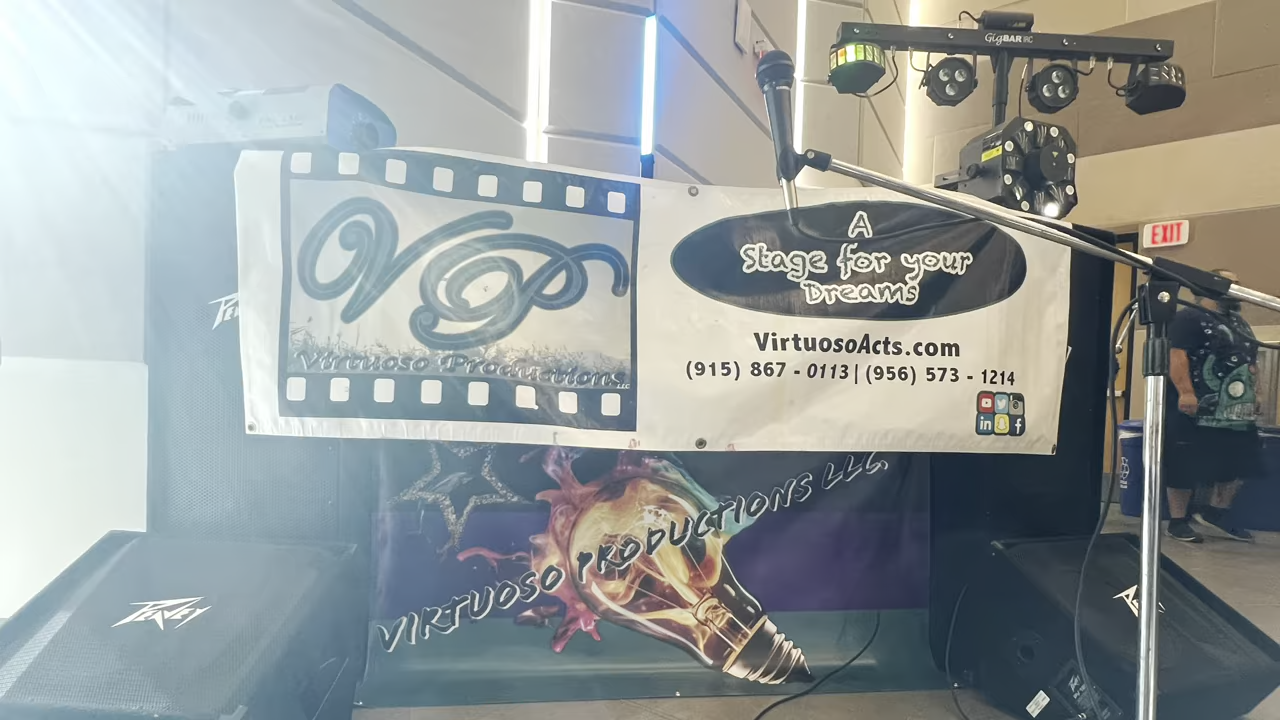 GigBAR IRC
EXIT
VP
Virtuoso Productions LLC
A
Stage for your
Dreams
VirtuosoActs.com
(915) 867 - 0113 | (956) 573 - 1214
in f
VIRTUOSO PRODUCTIONS LLC
PEAVEY